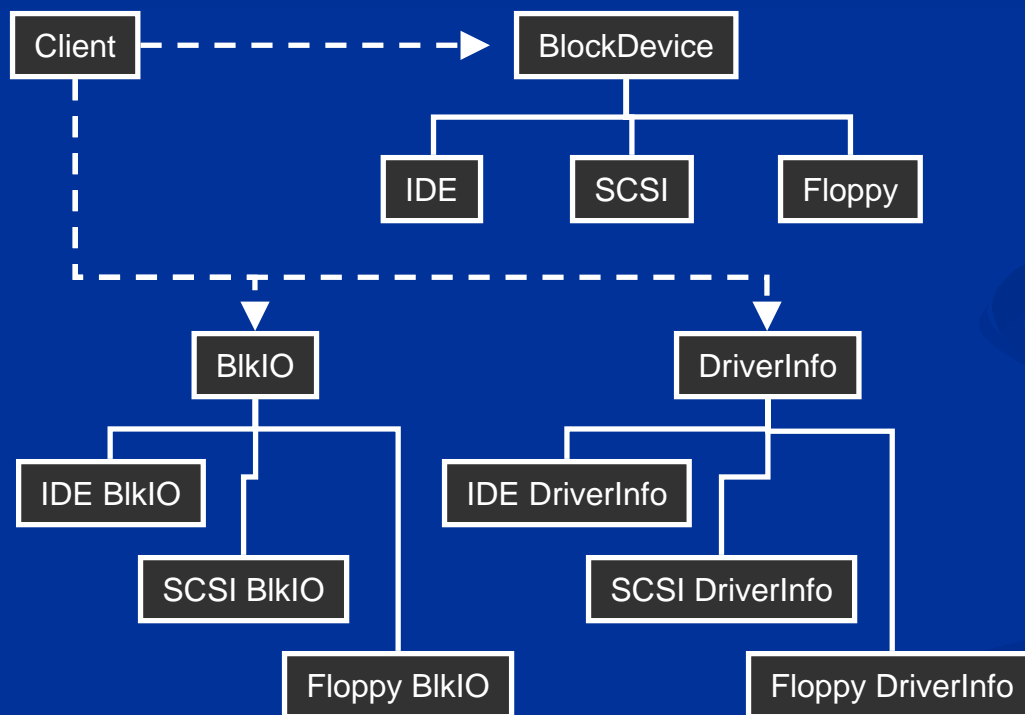 Client
BlockDevice
IDE
SCSI
Floppy
BlkIO
DriverInfo
IDE BlkIO
IDE DriverInfo
SCSI BlkIO
SCSI DriverInfo
Floppy BlkIO
Floppy DriverInfo